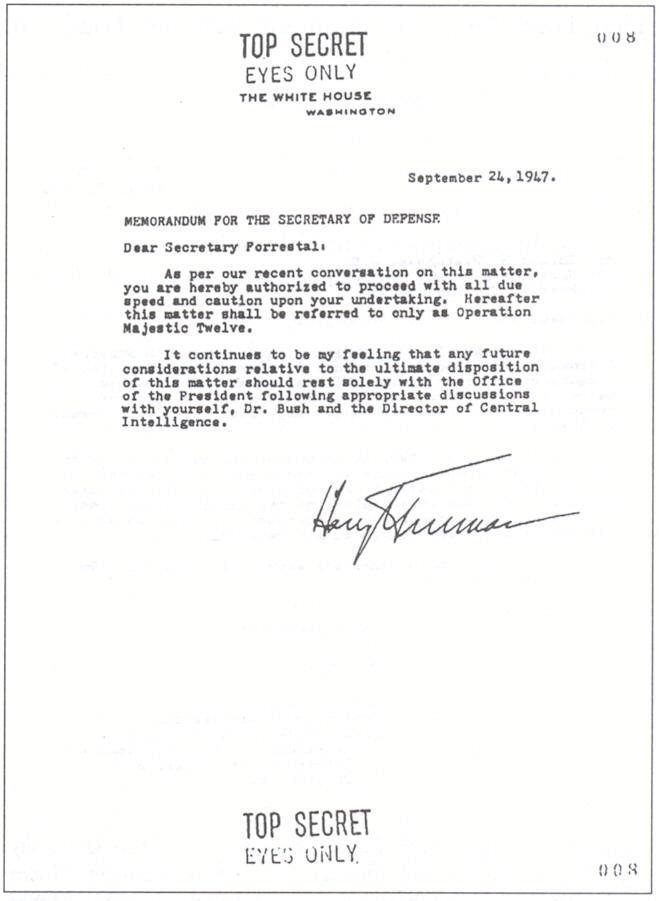 008
TOP SECRET
EYES ONLY
THE WHITE HOUSE
WASHINGTON
September 24, 1947.
MEMORANDUM FOR THE SECRETARY OF DEFENSE
Dear Secretary Forrestal:
As per our recent conversation on this matter,
you are hereby authorized to proceed with all due
speed and caution upon your undertaking. Hereafter
this matter shall be referred to only as Operation
Majestic Twelve.
It continues to be my feeling that any future
considerations relative to the ultimate disposition
of this matter should rest solely with the Office
of the President following appropriate discussions
with yourself, Dr. Bush and the Director of Central
Intelligence.
Harry Truman
TOP SECRET
EYES ONLY
008